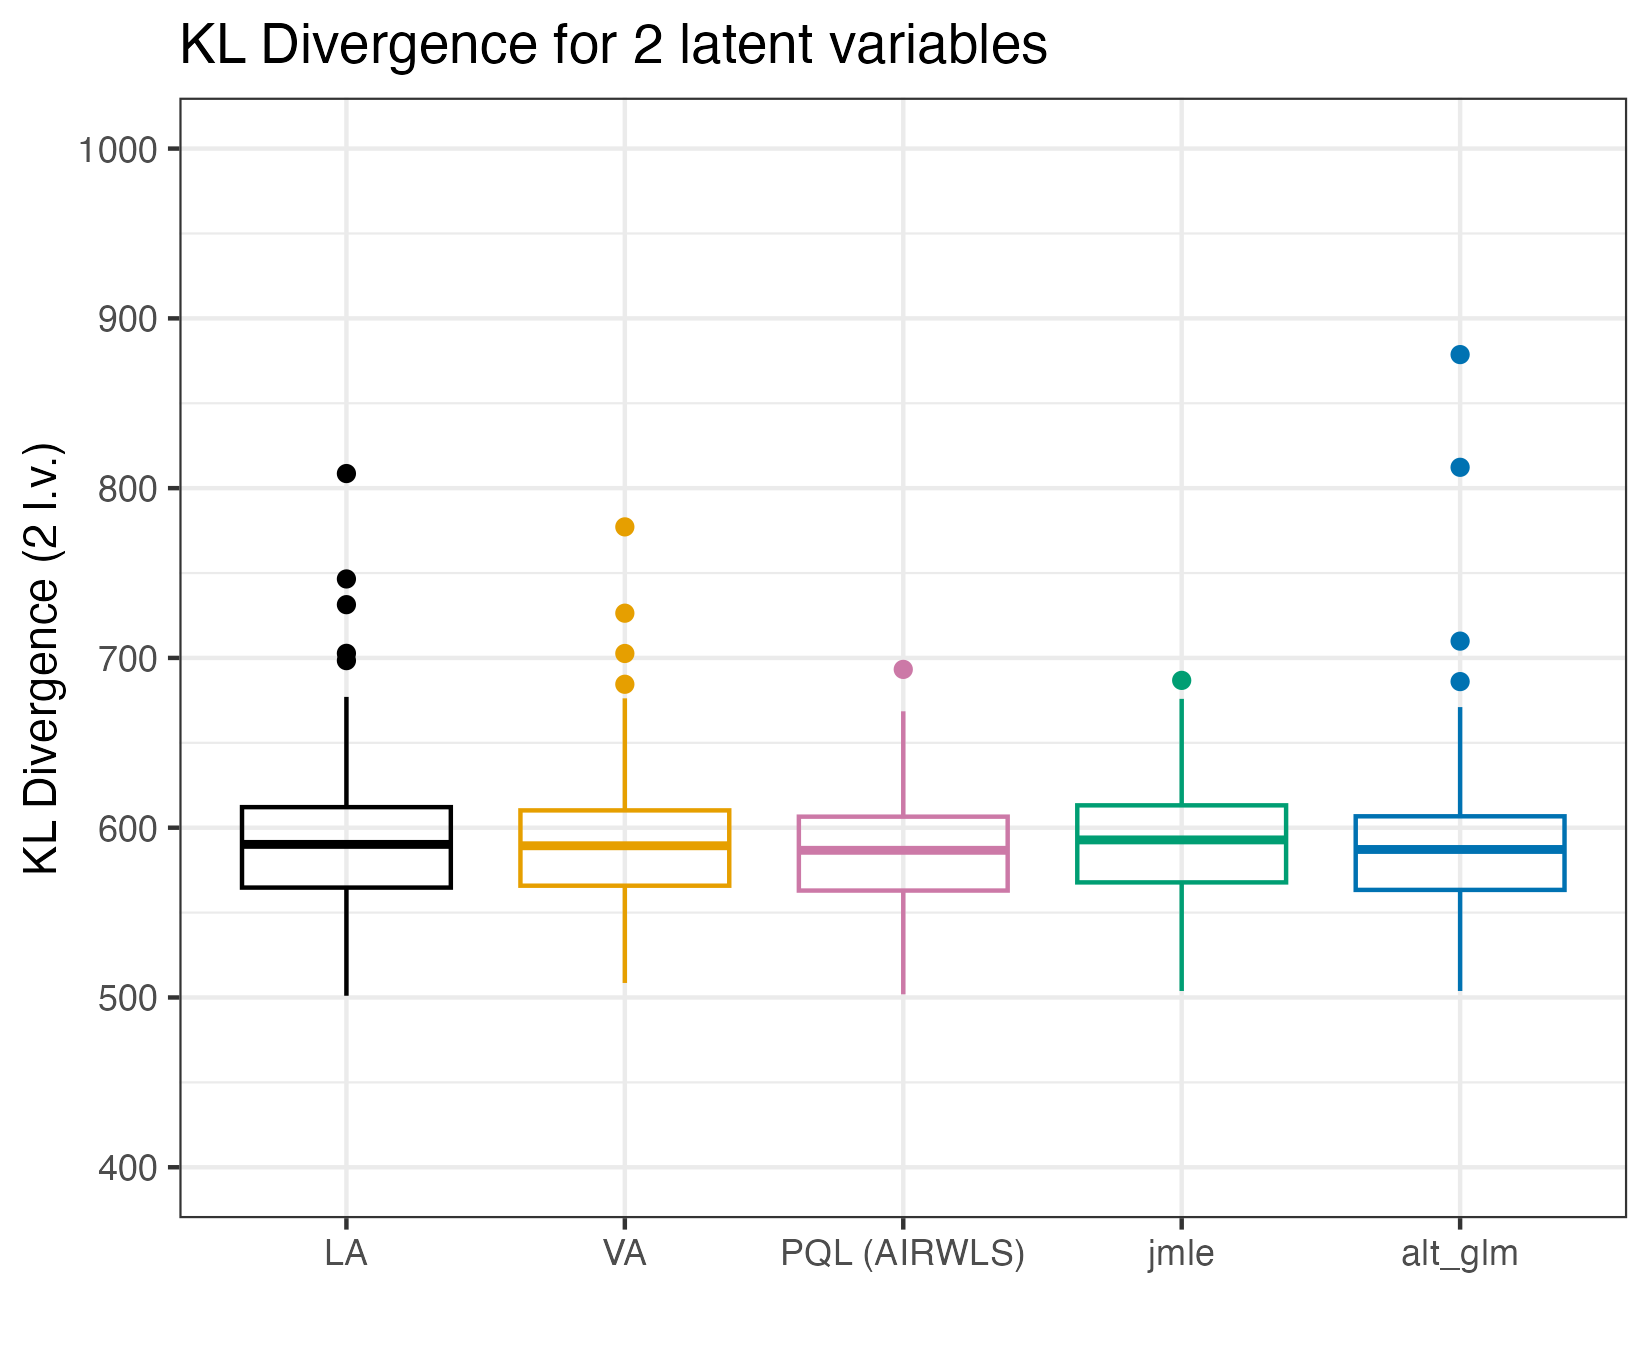 KL Divergence for 2 latent variables
KL Divergence (2 l.v.)
1000
900
800
700
600
500
400
LA
VA
PQL (AIRWLS)
jmle
alt_glm